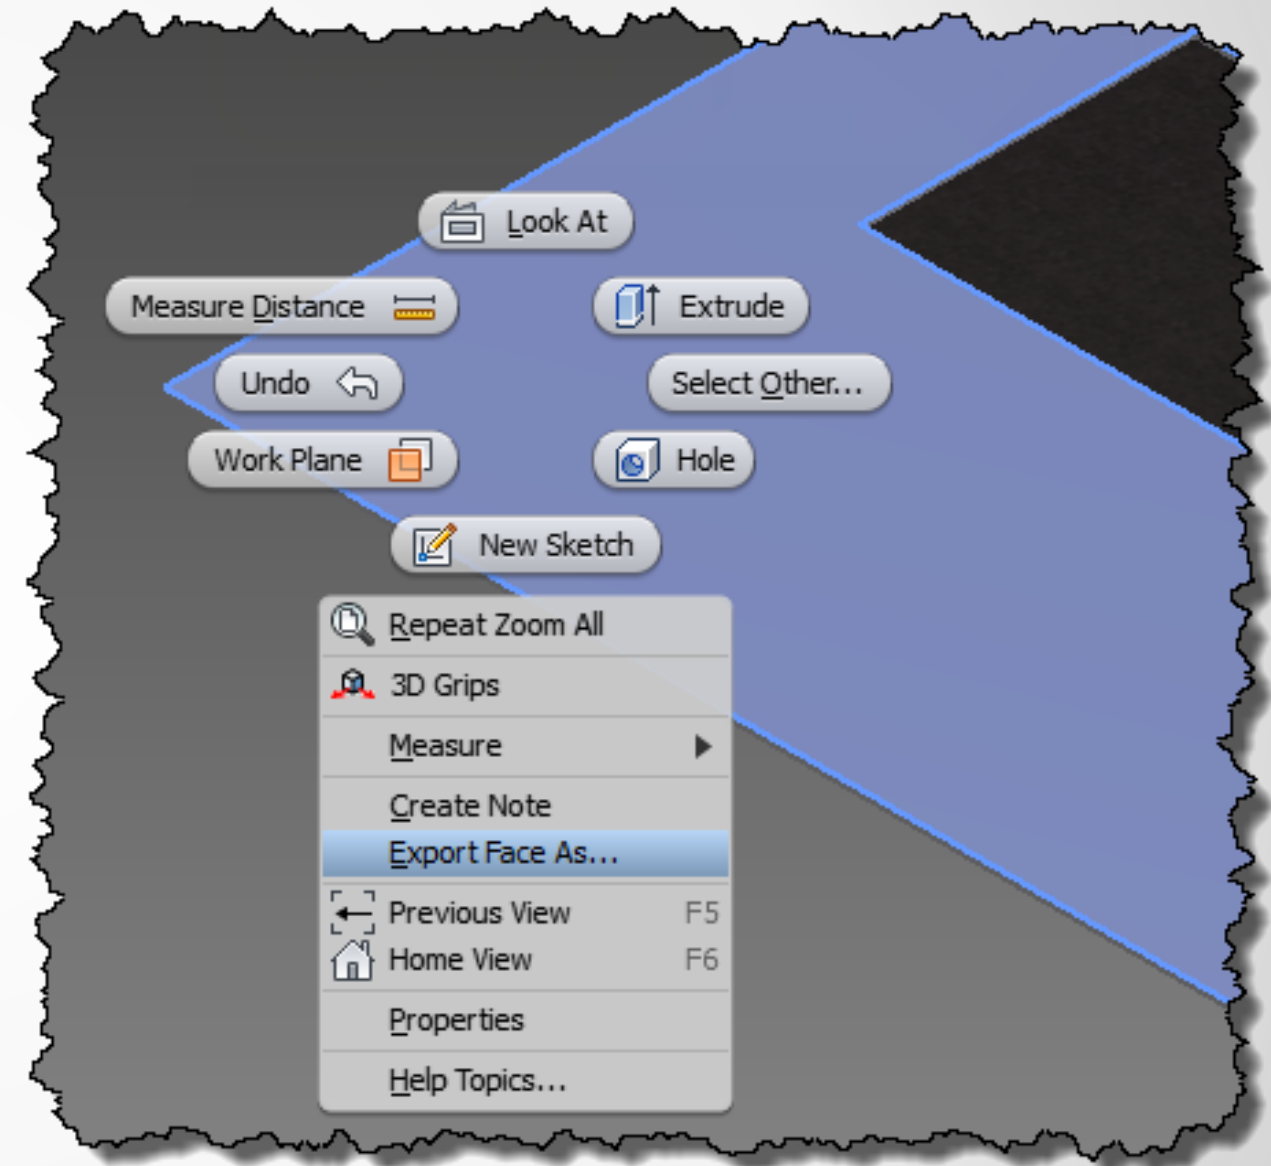 Look At
Measure Distance
Extrude
Undo
Select Other...
Work Plane
Hole
New Sketch
Repeat Zoom All
3D Grips
Measure
Create Note
Export Face As...
Previous View F5
Home View F6
Properties
Help Topics...